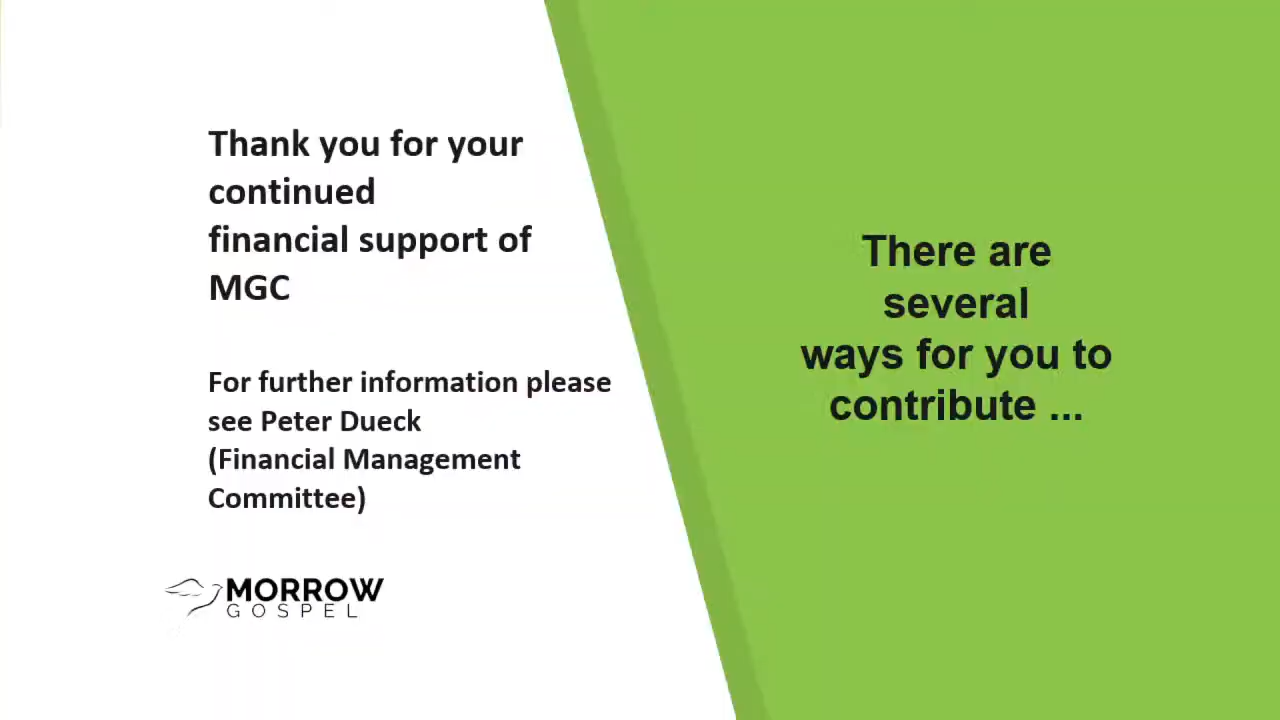 Thank you for your
continued
financial support of
MGC
For further information please
see Peter Dueck
(Financial Management
Committee)
MORROW
GOSPEL
There are
several
ways for you to
contribute ...